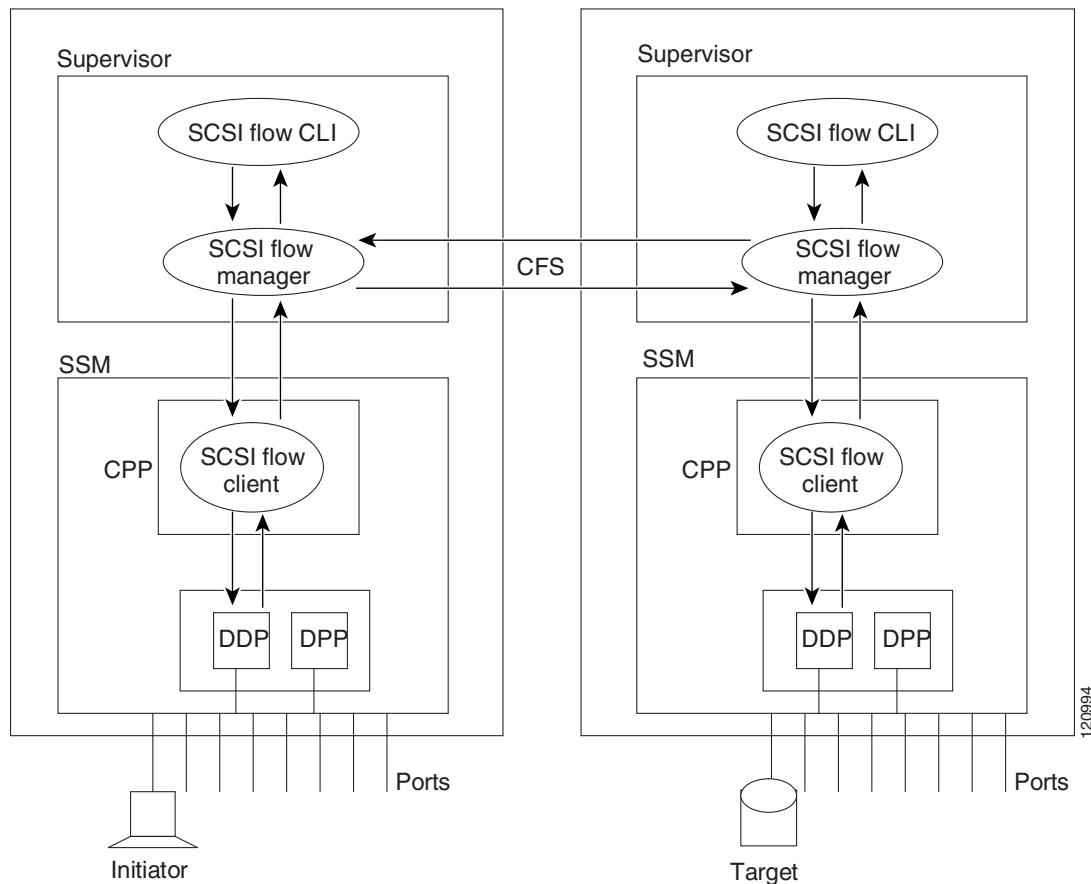 Supervisor
SCSI flow CLI
SCSI flow
manager
SSM
CPP
SCSI flow
client
DDP
DPP
Ports
Initiator
CFS
Supervisor
SCSI flow CLI
SCSI flow
manager
SSM
CPP
SCSI flow
client
DDP
DPP
Ports
Target
120994